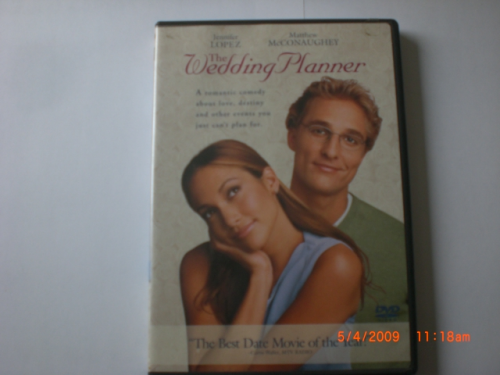 Jennifer Matthew
LOPEZ McCONAUGHEY
The
Wedding Planner
A romantic comedy
about love, destiny
and other events you
just can't plan for.
DVD
"The Best Date Movie of the Year."
5/4/2009 11:18am